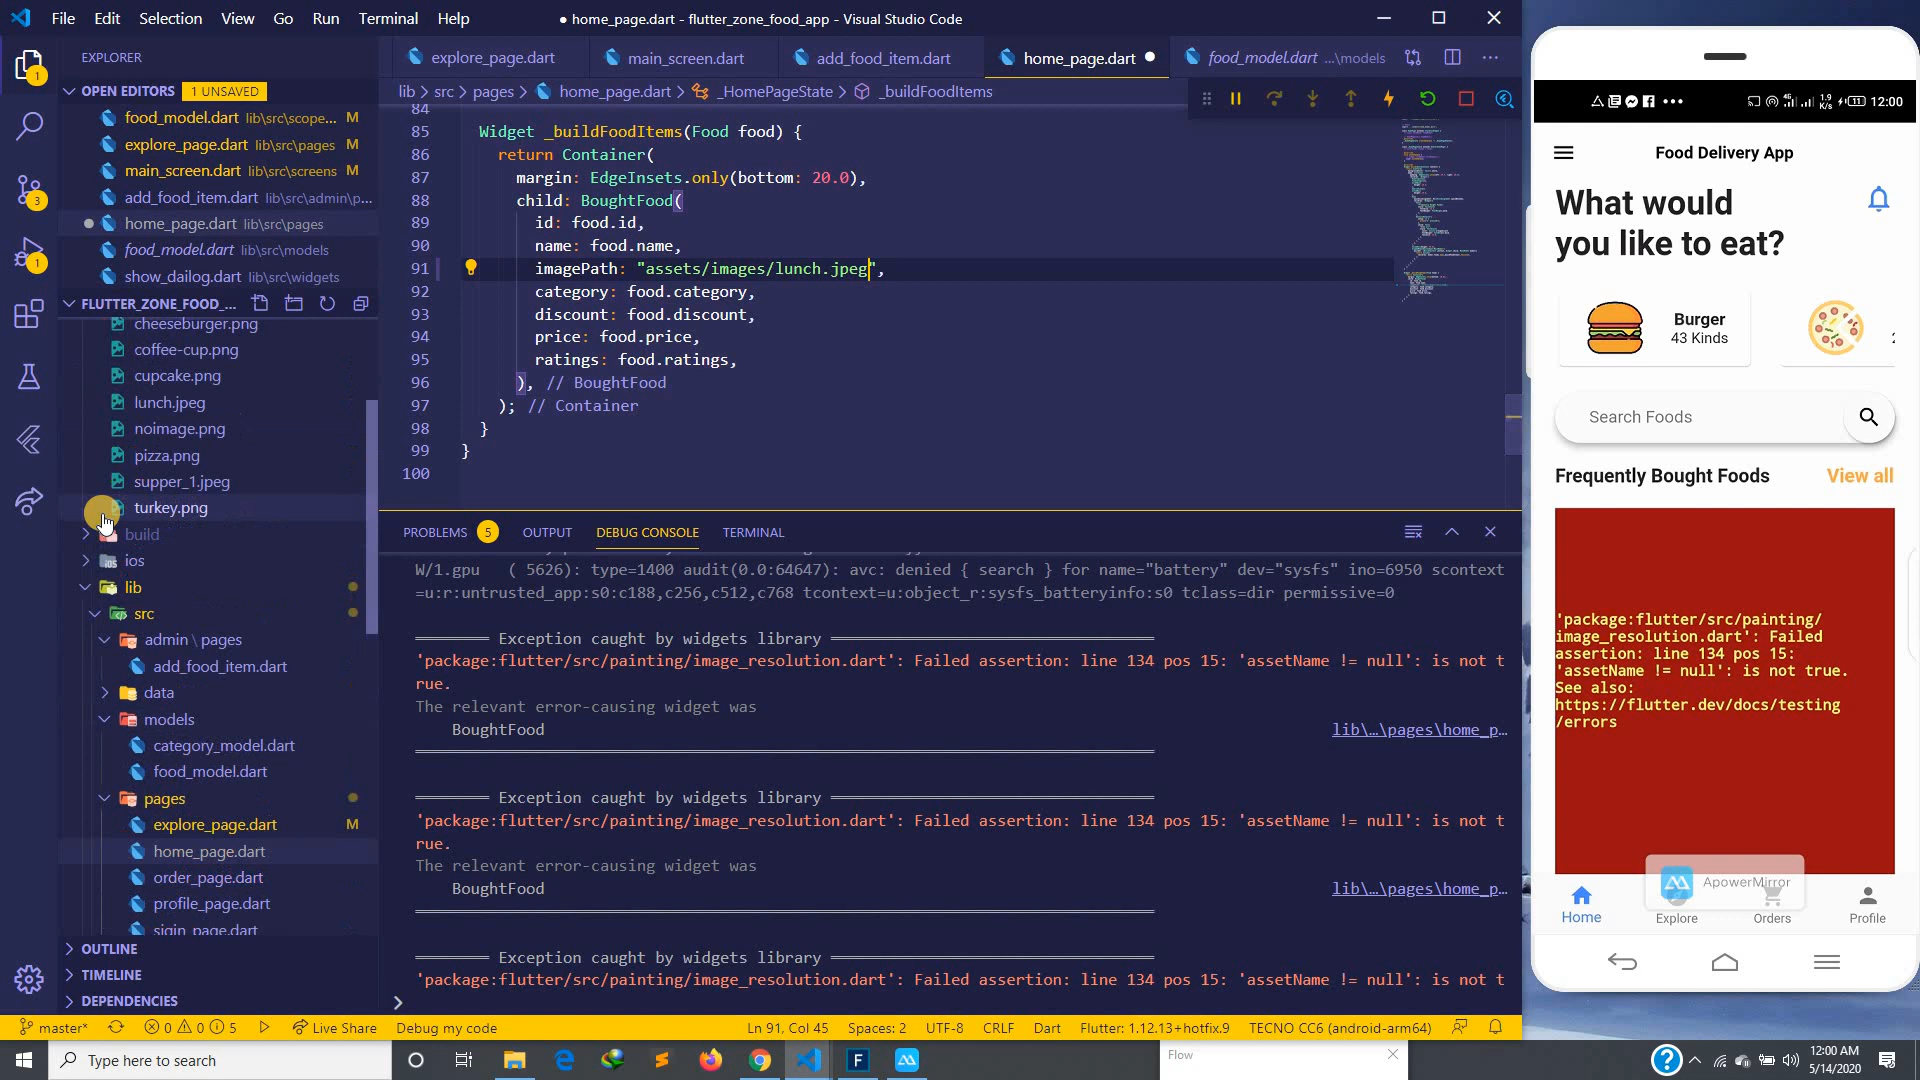 File Edit Selection View Go Run Terminal Help
● home_page.dart - flutter_zone_food_app - Visual Studio Code
EXPLORER
OPEN EDITORS 1 UNSAVED
food_model.dart lib\src\scope... M
explore_page.dart lib\src\pages M
main_screen.dart lib\src\screens M
add_food_item.dart lib\src\admin\p...
home_page.dart lib\src\pages
food_model.dart lib\src\models
show_dailog.dart lib\src\widgets
FLUTTER_ZONE_FOOD_...
cheeseburger.png
coffee-cup.png
cupcake.png
lunch.jpeg
noimage.png
pizza.png
supper_1.jpeg
turkey.png
build
ios
lib
src
admin \ pages
add_food_item.dart
data
models
category_model.dart
food_model.dart
pages
explore_page.dart M
home_page.dart
order_page.dart
profile_page.dart
sigin_page.dart
OUTLINE
TIMELINE
DEPENDENCIES
1
3
1
explore_page.dart main_screen.dart add_food_item.dart home_page.dart ● food_model.dart ...\models
lib > src > pages > home_page.dart > _HomePageState > _buildFoodItems
84
85 Widget _buildFoodItems(Food food) {
86 return Container(
87 margin: EdgeInsets.only(bottom: 20.0),
88 child: BoughtFood(
89 id: food.id,
90 name: food.name,
91 imagePath: "assets/images/lunch.jpeg",
92 category: food.category,
93 discount: food.discount,
94 price: food.price,
95 ratings: food.ratings,
96 ), // BoughtFood
97 ); // Container
98 }
99 }
100
PROBLEMS 5 OUTPUT DEBUG CONSOLE TERMINAL
W/1.gpu ( 5626): type=1400 audit(0.0:64647): avc: denied { search } for name="battery" dev="sysfs" ino=6950 scontext
=u:r:untrusted_app:s0:c188,c256,c512,c768 tcontext=u:object_r:sysfs_batteryinfo:s0 tclass=dir permissive=0
════════ Exception caught by widgets library ═══════════════════════════════════
'package:flutter/src/painting/image_resolution.dart': Failed assertion: line 134 pos 15: 'assetName != null': is not t
rue.
The relevant error-causing widget was
BoughtFood lib\...\pages\home_p...
════════════════════════════════════════════════════════════════════════════════
════════ Exception caught by widgets library ═══════════════════════════════════
'package:flutter/src/painting/image_resolution.dart': Failed assertion: line 134 pos 15: 'assetName != null': is not t
rue.
The relevant error-causing widget was
BoughtFood lib\...\pages\home_p...
════════════════════════════════════════════════════════════════════════════════
════════ Exception caught by widgets library ═══════════════════════════════════
'package:flutter/src/painting/image_resolution.dart': Failed assertion: line 134 pos 15: 'assetName != null': is not t
master* 0 0 5 Live Share Debug my code Ln 91, Col 45 Spaces: 2 UTF-8 CRLF Dart Flutter: 1.12.13+hotfix.9 TECNO CC6 (android-arm64)
Type here to search
Flow
12:00 AM
5/14/2020
1.9 K/s 11 12:00
Food Delivery App
What would
you like to eat?
Burger
43 Kinds
Search Foods
Frequently Bought Foods View all
'package:flutter/src/painting/
image_resolution.dart': Failed
assertion: line 134 pos 15:
'assetName != null': is not true.
See also:
https://flutter.dev/docs/testing
/errors
ApowerMirror
Home Explore Orders Profile